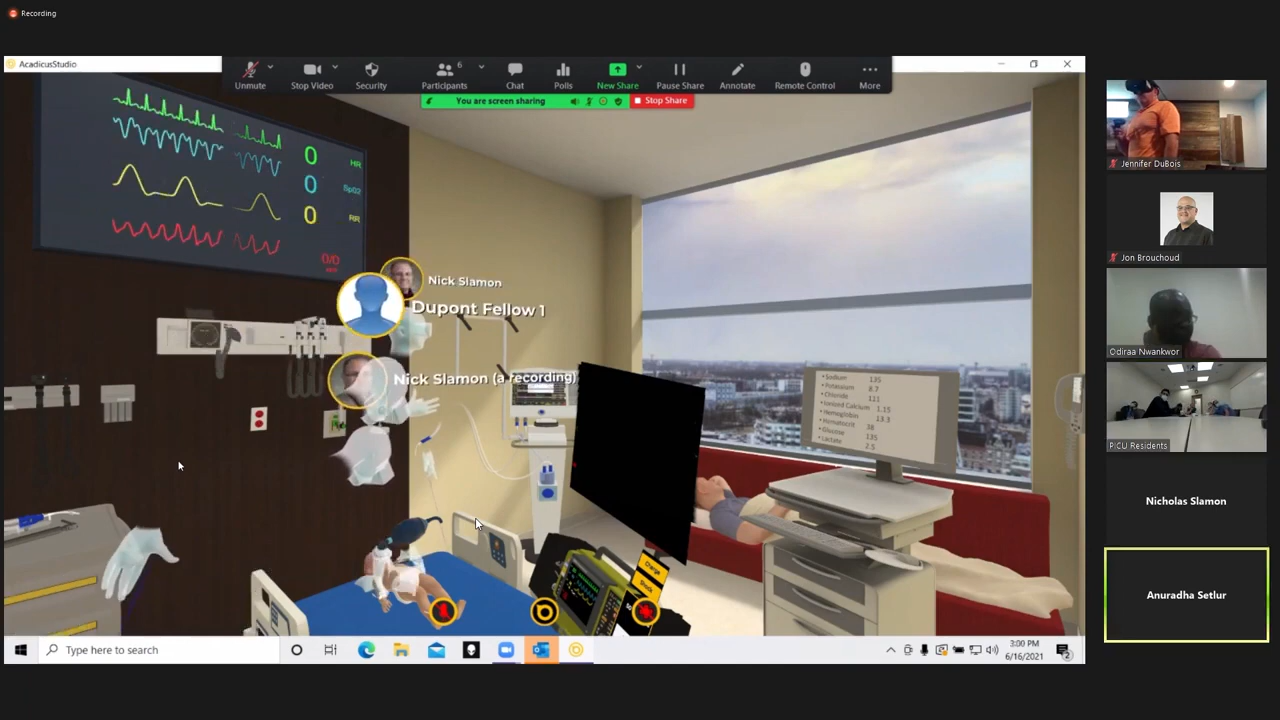 Recording
AcadicusStudio
Unmute
Stop Video
Security
Participants
6
Chat
Polls
New Share
Pause Share
Annotate
Remote Control
More
You are screen sharing
Stop Share
0 HR
0 Sp02
0 RR
0/0
Nick Slamon
Dupont Fellow 1
Nick Slamon (a recording)
• Sodium 135
• Potassium 8.7
• Chloride 111
• Ionized Calcium 1.15
• Hemoglobin 13.3
• Hematocrit 38
• Glucose 135
• Lactate 2.5
Charge
Shock
Jennifer DuBois
Jon Brouchoud
Odiraa Nwankwor
PICU Residents
Nicholas Slamon
Anuradha Setlur
Type here to search
3:00 PM
6/16/2021
2